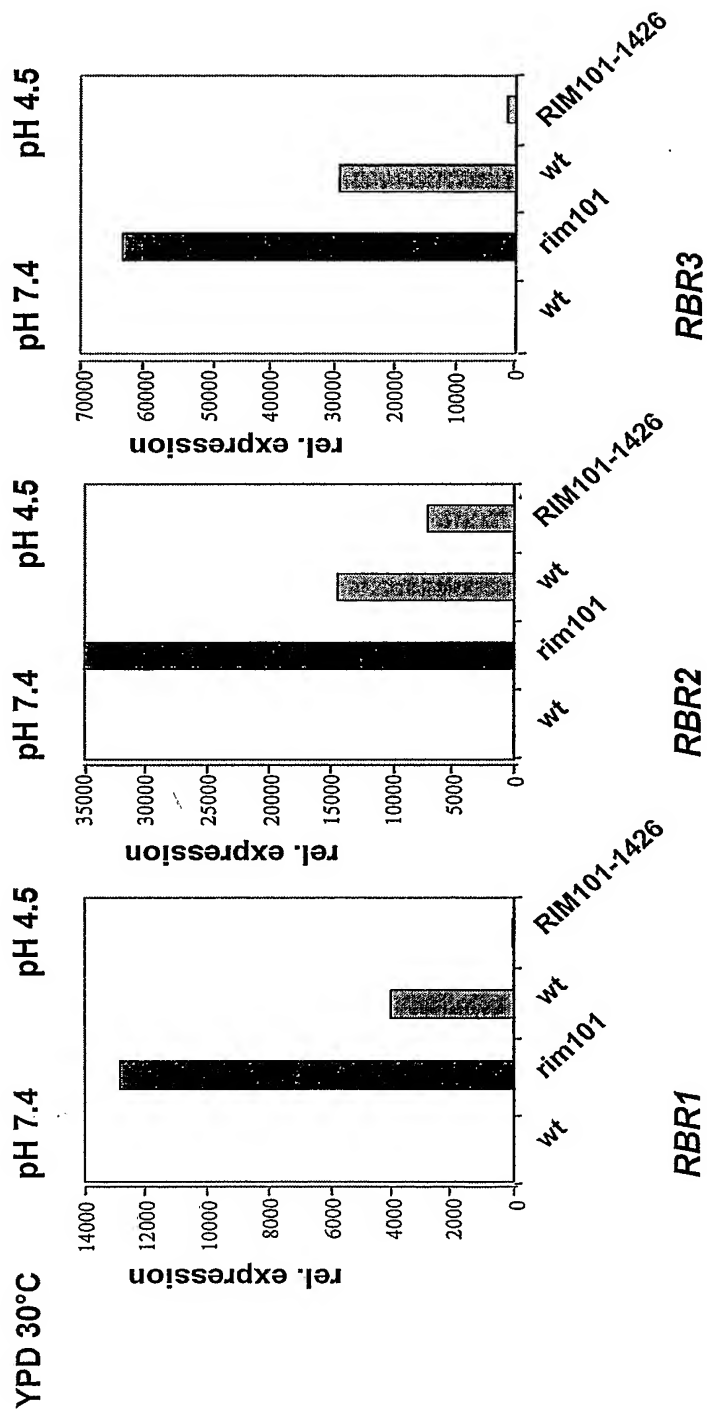 YPD 30°C
pH 7.4 pH 4.5
rel. expression
14000
12000
10000
8000
6000
4000
2000
0
wt rim101 wt RIM101-1426
RBR1
pH 7.4 pH 4.5
rel. expression
35000
30000
25000
20000
15000
10000
5000
0
wt rim101 wt RIM101-1426
RBR2
pH 7.4 pH 4.5
rel. expression
70000
60000
50000
40000
30000
20000
10000
0
wt rim101 wt RIM101-1426
RBR3